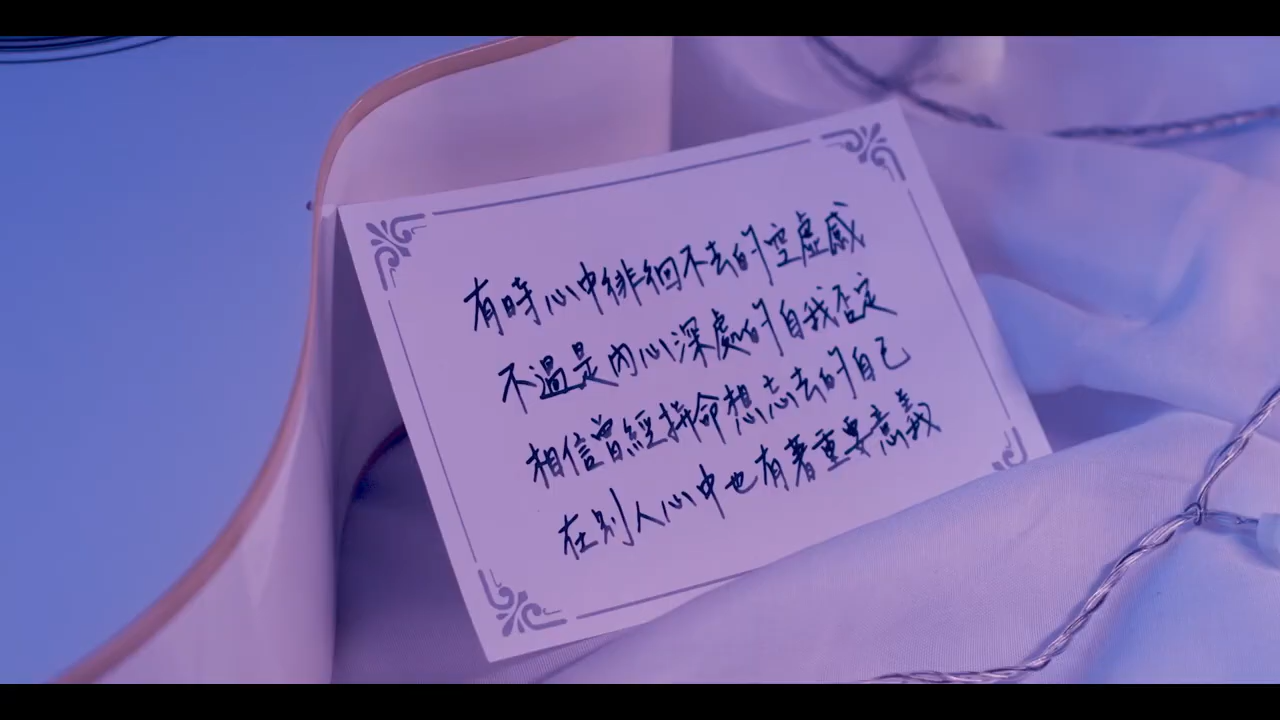 有時心中徘徊不去的空虛感
不過是內心深處的自我否定
相信曾經拼命想忘去的自己
在別人心中也有著重要意義